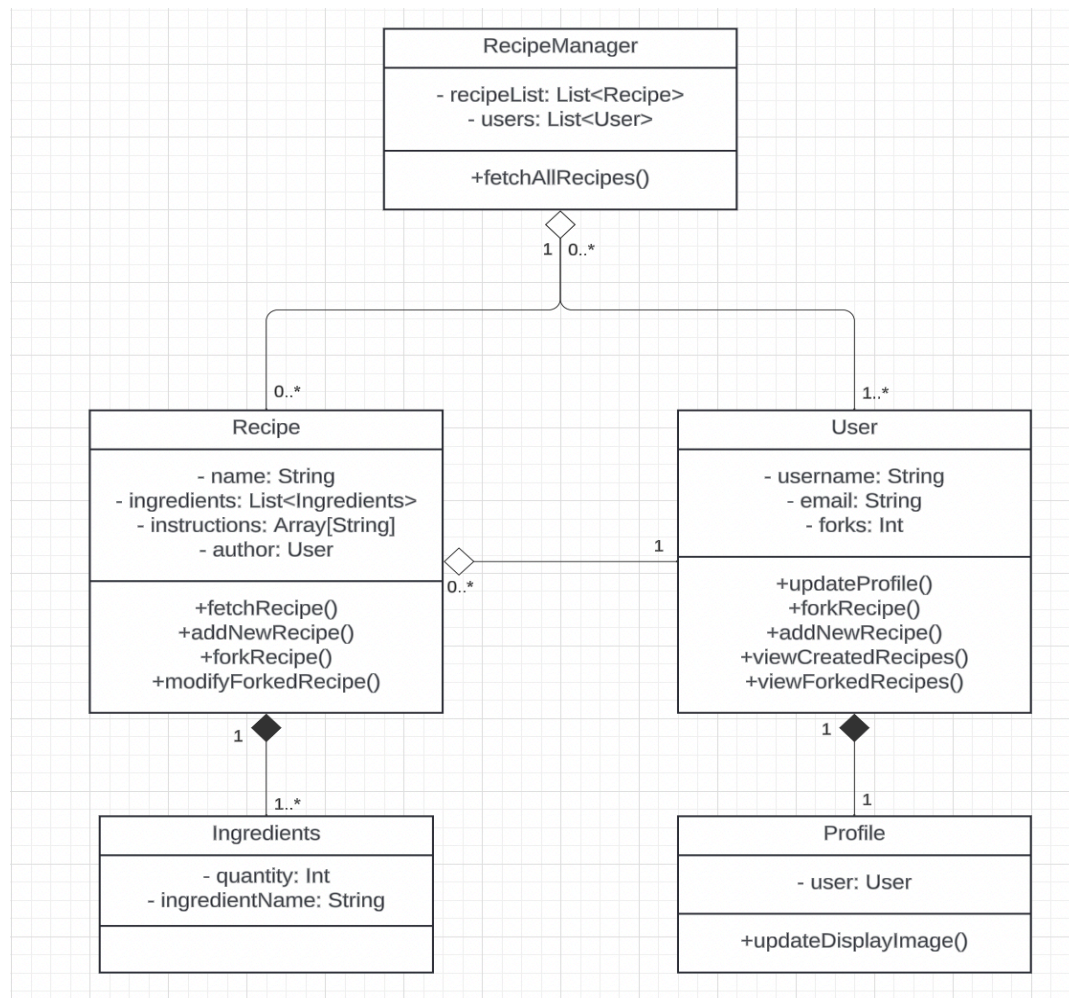 RecipeManager
- recipeList: List<Recipe>
- users: List<User>
+fetchAllRecipes()
1 0..*
0..*
1..*
Recipe
- name: String
- ingredients: List<Ingredients>
- instructions: Array[String]
- author: User
+fetchRecipe()
+addNewRecipe()
+forkRecipe()
+modifyForkedRecipe()
0..*
1
User
- username: String
- email: String
- forks: Int
+updateProfile()
+forkRecipe()
+addNewRecipe()
+viewCreatedRecipes()
+viewForkedRecipes()
1
1..*
Ingredients
- quantity: Int
- ingredientName: String
1
1
Profile
- user: User
+updateDisplayImage()